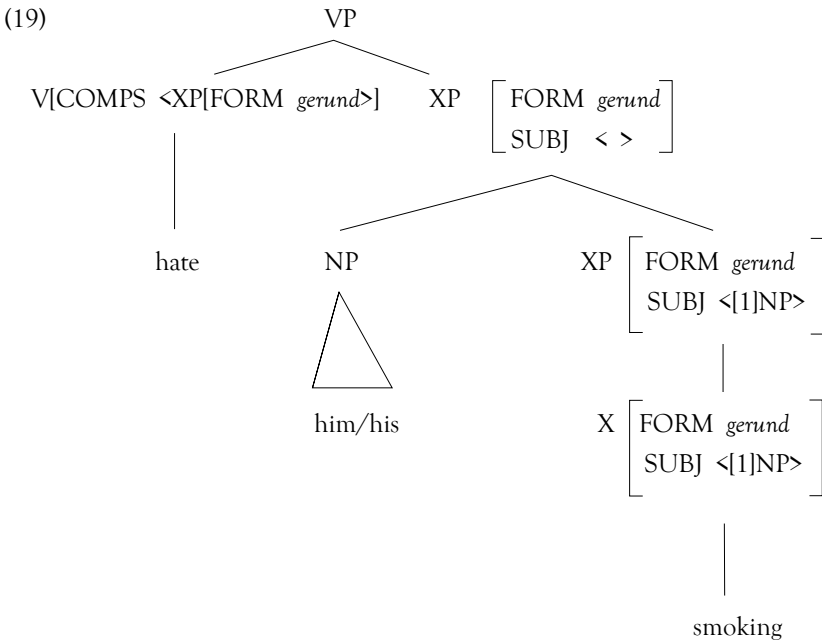 (19) VP
V[COMPS <XP[FORM gerund>] XP [FORM gerund
SUBJ < >]
hate NP XP [FORM gerund
SUBJ <[1]NP>]
him/his X [FORM gerund
SUBJ <[1]NP>]
smoking